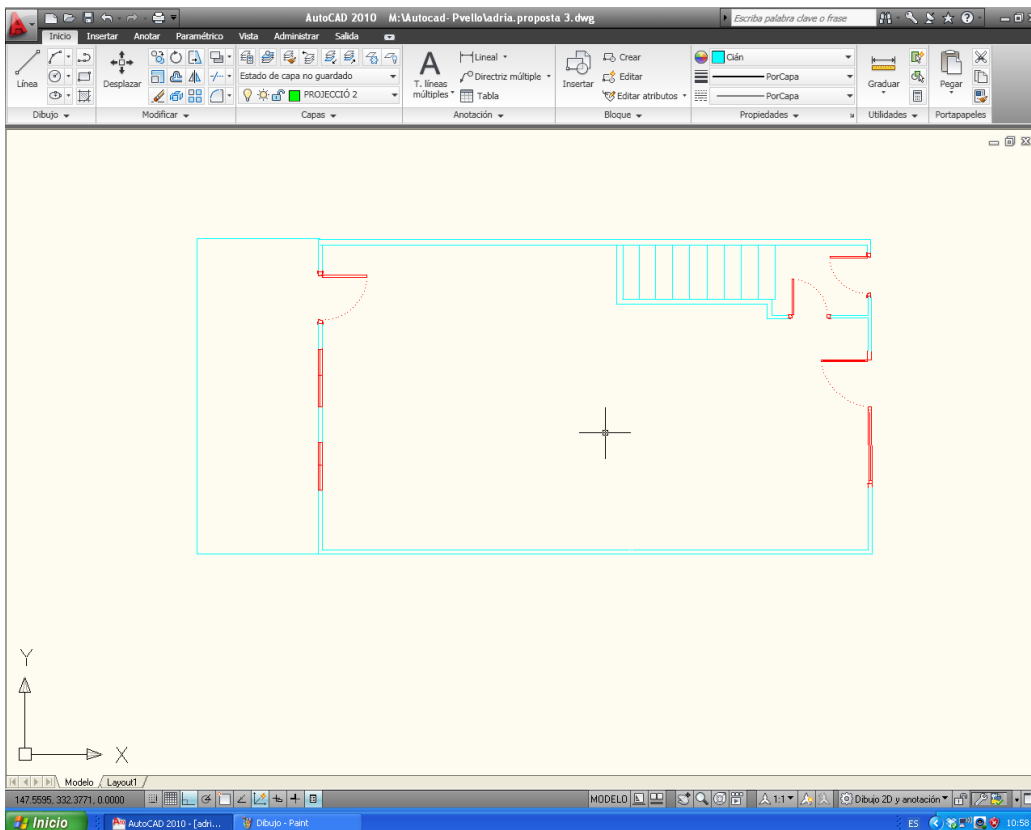 AutoCAD 2010 M:\Autocad- Pvello\adria.proposta 3.dwg
Escriba palabra clave o frase
Inicio Insertar Anotar Paramétrico Vista Administrar Salida
Línea
Desplazar
Estado de capa no guardado
PROJECCIÓ 2
A
T. líneas múltiples
Lineal
Directriz múltiple
Tabla
Insertar
Crear
Editar
Editar atributos
Cián
PorCapa
PorCapa
Graduar
Pegar
Dibujo Modificar Capas Anotación Bloque Propiedades Utilidades Portapapeles
Y
X
Modelo Layout1
147.5595, 332.3771, 0.0000 MODELO 1:1 Dibujo 2D y anotación
Inicio AutoCAD 2010 - [adri... Dibujo - Paint ES 10:58